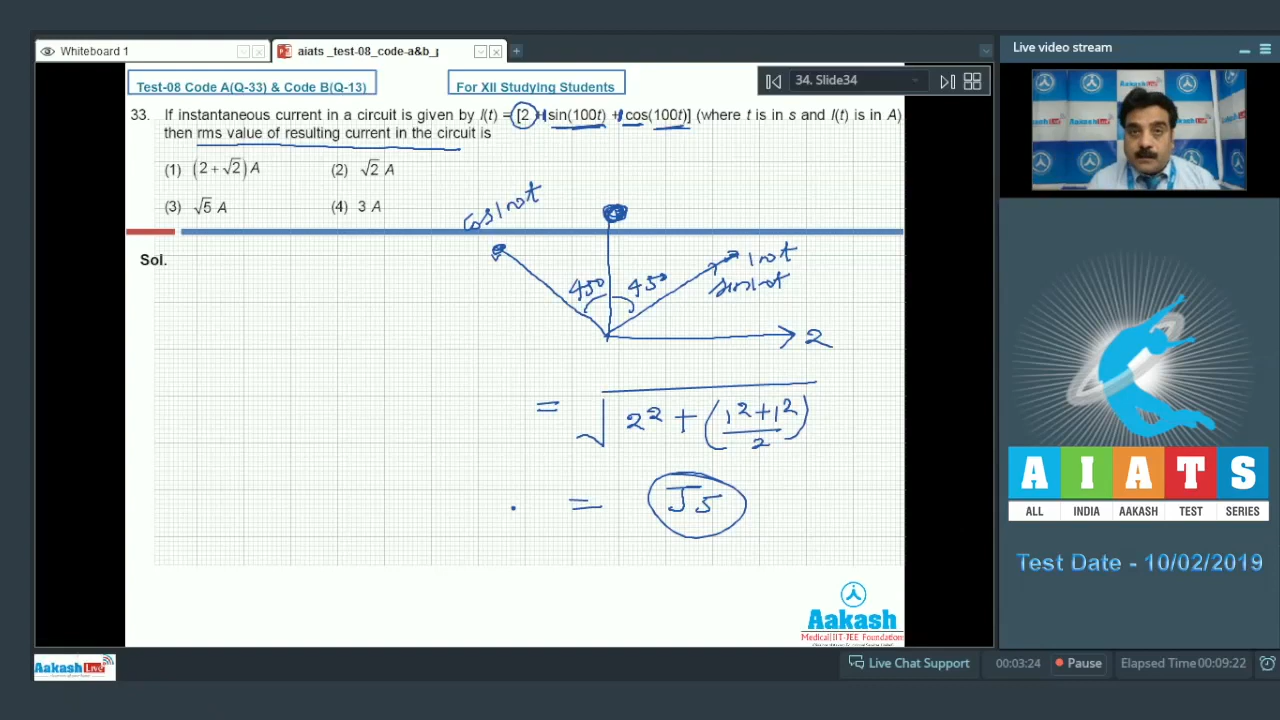 Whiteboard 1
aiats _test-08_code-a&b_p
+
Live video stream
Test-08 Code A(Q-33) & Code B(Q-13)
For XII Studying Students
34. Slide34
33. If instantaneous current in a circuit is given by I(t) = [2 + sin(100t) + cos(100t)] (where t is in s and I(t) is in A)
then rms value of resulting current in the circuit is
(1) (2 + √2) A
(2) √2 A
(3) √5 A
(4) 3 A
Sol.
cos100t
45°
45°
100t
sin100t
2
= √(2² + ((1² + 1²)/2))
= √5
Aakash
AIATS
ALL INDIA AAKASH TEST SERIES
Test Date - 10/02/2019
Aakash
Medical|IIT-JEE|Foundations
Aakash Live
Live Chat Support
00:03:24
Pause
Elapsed Time 00:09:22